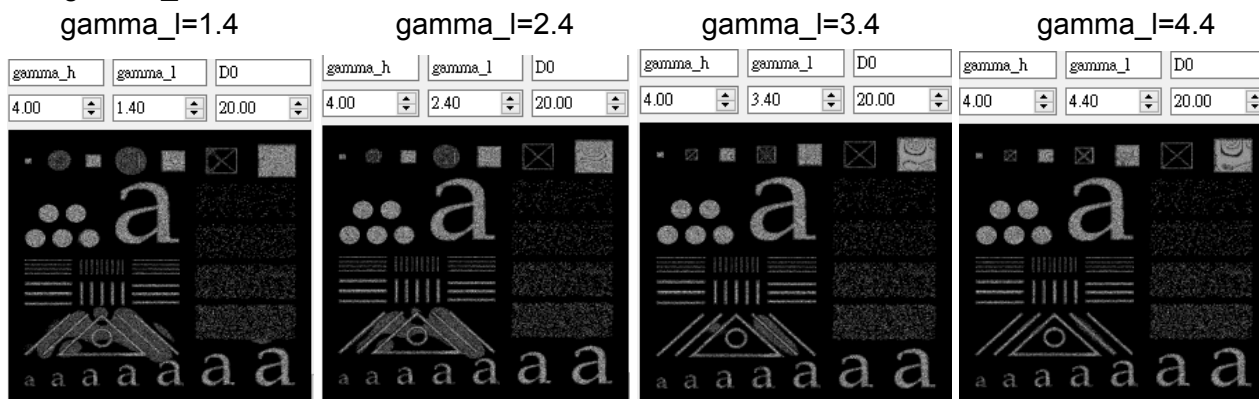 gamma_l=1.4 gamma_l=2.4 gamma_l=3.4 gamma_l=4.4
gamma_h gamma_l D0 gamma_h gamma_l D0 gamma_h gamma_l D0 gamma_h gamma_l D0
4.00 1.40 20.00 4.00 2.40 20.00 4.00 3.40 20.00 4.00 4.40 20.00
a a a a
a a a a a a a a a a a a a a a a a a a a a a a a a a a a